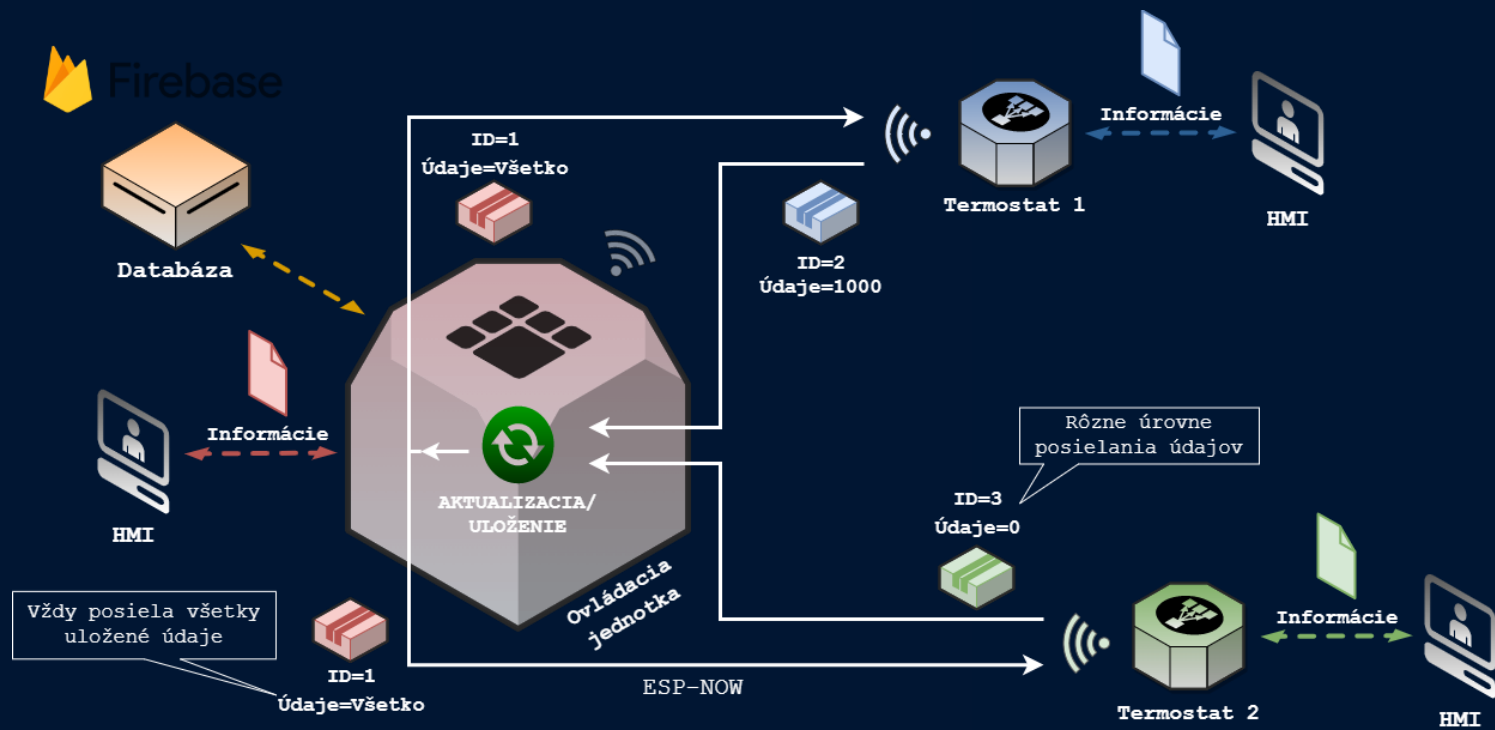 Firebase
Databáza
ID=1
Údaje=Všetko
Informácie
Termostat 1
HMI
ID=2
Údaje=1000
Informácie
HMI
AKTUALIZACIA/
ULOŽENIE
Ovládacia
jednotka
Rôzne úrovne
posielania údajov
ID=3
Údaje=0
Vždy posiela všetky
uložené údaje
ID=1
Údaje=Všetko
ESP-NOW
Informácie
Termostat 2
HMI